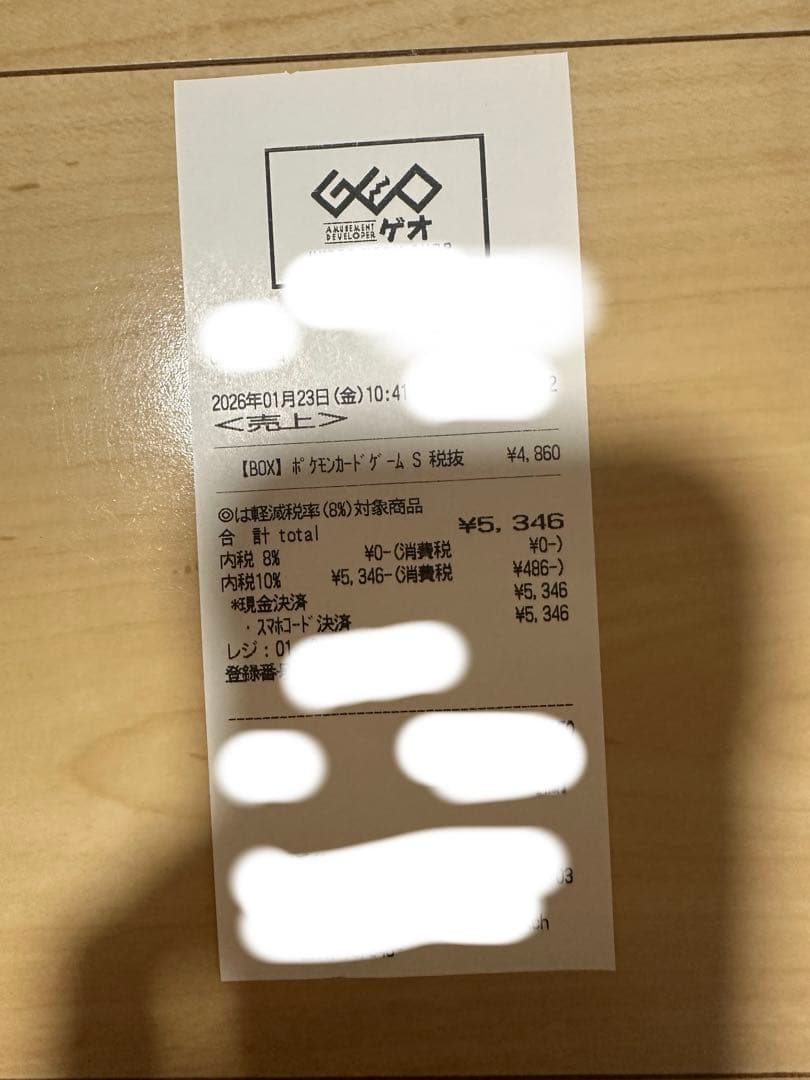 GEO
AMUSEMENT
DEVELOPER ゲオ
2026年01月23日(金)10:41
2
<売上>
【BOX】ポケモンカードゲーム S 税抜 ¥4,860
◎は軽減税率(8%)対象商品
合 計 total ¥5,346
内税 8% ¥0-(消費税 ¥0-)
内税10% ¥5,346-(消費税 ¥486-)
*現金決済 ¥5,346
・スマホコード決済 ¥5,346
レジ:01
登録番号
03
ch